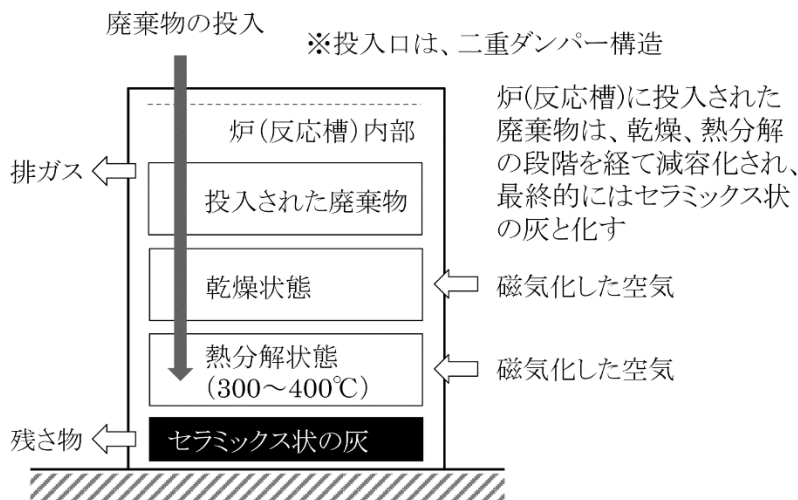 廃棄物の投入
※投入口は、二重ダンパー構造
炉(反応槽)に投入された
廃棄物は、乾燥、熱分解
の段階を経て減容化され、
最終的にはセラミックス状
の灰と化す
炉(反応槽)内部
排ガス
投入された廃棄物
乾燥状態
磁気化した空気
熱分解状態
(300～400℃)
磁気化した空気
残さ物
セラミックス状の灰